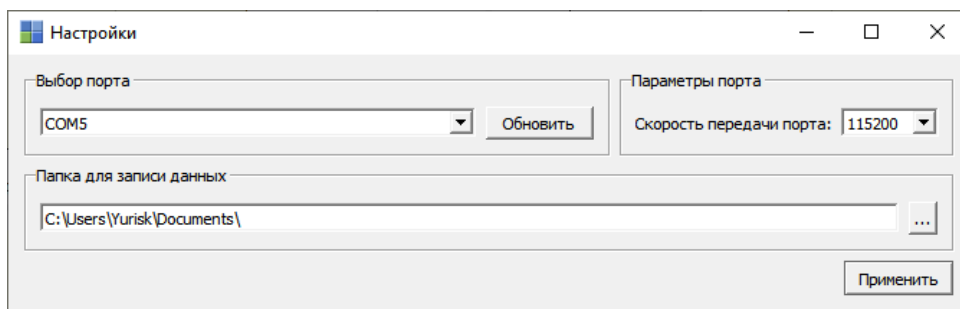 Настройки
Выбор порта
Параметры порта
COM5
Обновить
Скорость передачи порта: 115200
Папка для записи данных
C:\Users\Yurisk\Documents\
...
Применить